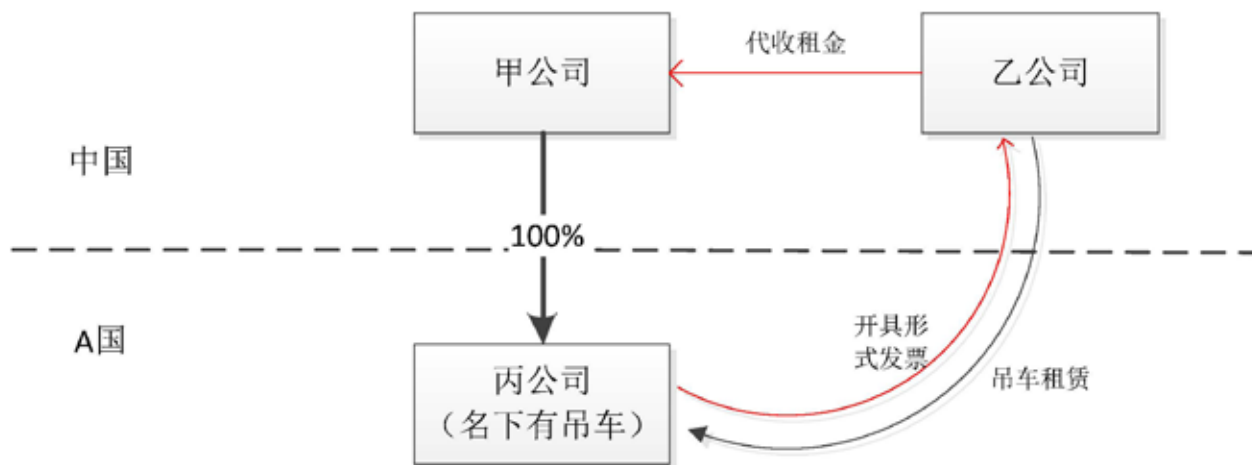 代收租金
甲公司
乙公司
中国
100%
A国
开具形
式发票
吊车租赁
丙公司
（名下有吊车）